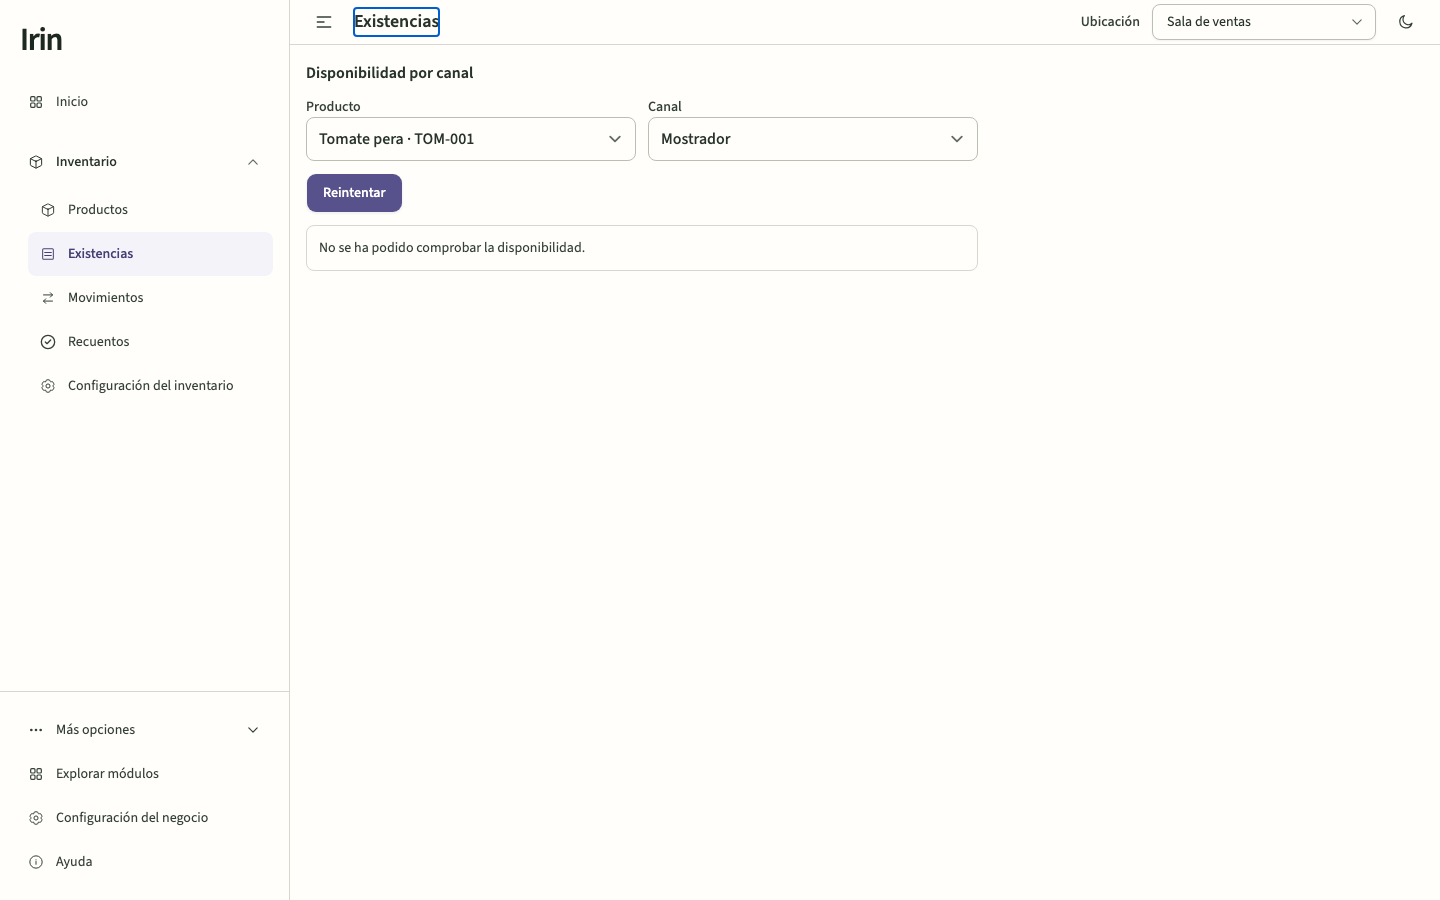 Irin
Inicio
Inventario
Productos
Existencias
Movimientos
Recuentos
Configuración del inventario
Más opciones
Explorar módulos
Configuración del negocio
Ayuda
Existencias
Ubicación
Sala de ventas
Disponibilidad por canal
Producto
Canal
Tomate pera · TOM-001
Mostrador
Reintentar
No se ha podido comprobar la disponibilidad.